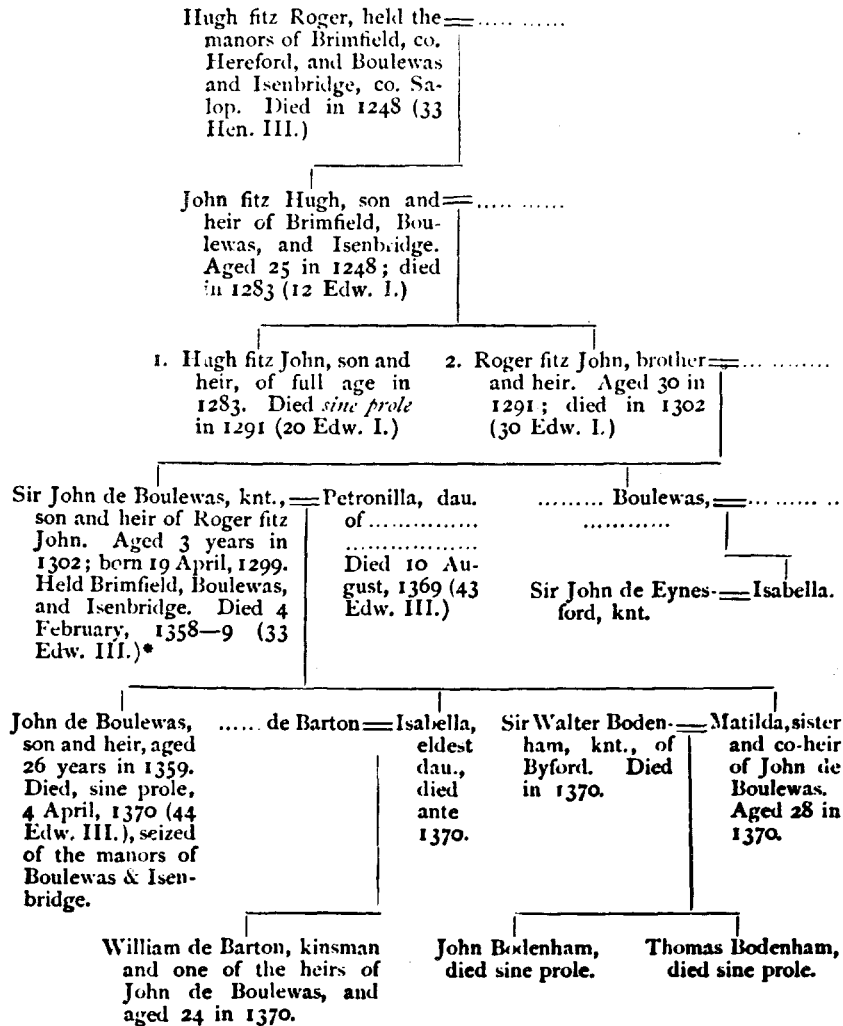 Hugh fitz Roger, held the ..... ......
manors of Brimfield, co.
Hereford, and Boulewas
and Isenbridge, co. Sa-
lop. Died in 1248 (33
Hen. III.)
John fitz Hugh, son and ..... ......
heir of Brimfield, Bou-
lewas, and Isenbridge.
Aged 25 in 1248; died
in 1283 (12 Edw. I.)
1. Hugh fitz John, son and
heir, of full age in
1283. Died sine prole
in 1291 (20 Edw. I.)
2. Roger fitz John, brother ... ........
and heir. Aged 30 in
1291; died in 1302
(30 Edw. I.)
Sir John de Boulewas, knt.,
son and heir of Roger fitz
John. Aged 3 years in
1302; born 19 April, 1299.
Held Brimfield, Boulewas,
and Isenbridge. Died 4
February, 1358—9 (33
Edw. III.)*
Petronilla, dau.
of ...............
...............
Died 10 Au-
gust, 1369 (43
Edw. III.)
......... Boulewas, ... ...... ..
............
Sir John de Eynes-
ford, knt.
Isabella.
John de Boulewas,
son and heir, aged
26 years in 1359.
Died, sine prole,
4 April, 1370 (44
Edw. III.), seized
of the manors of
Boulewas & Isen-
bridge.
...... de Barton
Isabella,
eldest
dau.,
died
ante
1370.
Sir Walter Boden-
ham, knt., of
Byford. Died
in 1370.
Matilda, sister
and co-heir
of John de
Boulewas.
Aged 28 in
1370.
William de Barton, kinsman
and one of the heirs of
John de Boulewas, and
aged 24 in 1370.
John Bodenham,
died sine prole.
Thomas Bodenham,
died sine prole.